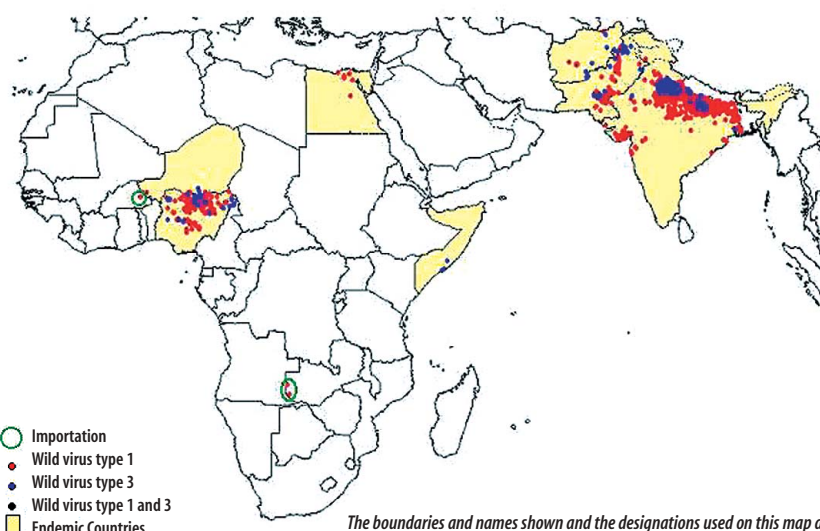 Importation
Wild virus type 1
Wild virus type 3
Wild virus type 1 and 3
Endemic Countries
The boundaries and names shown and the designations used on this map